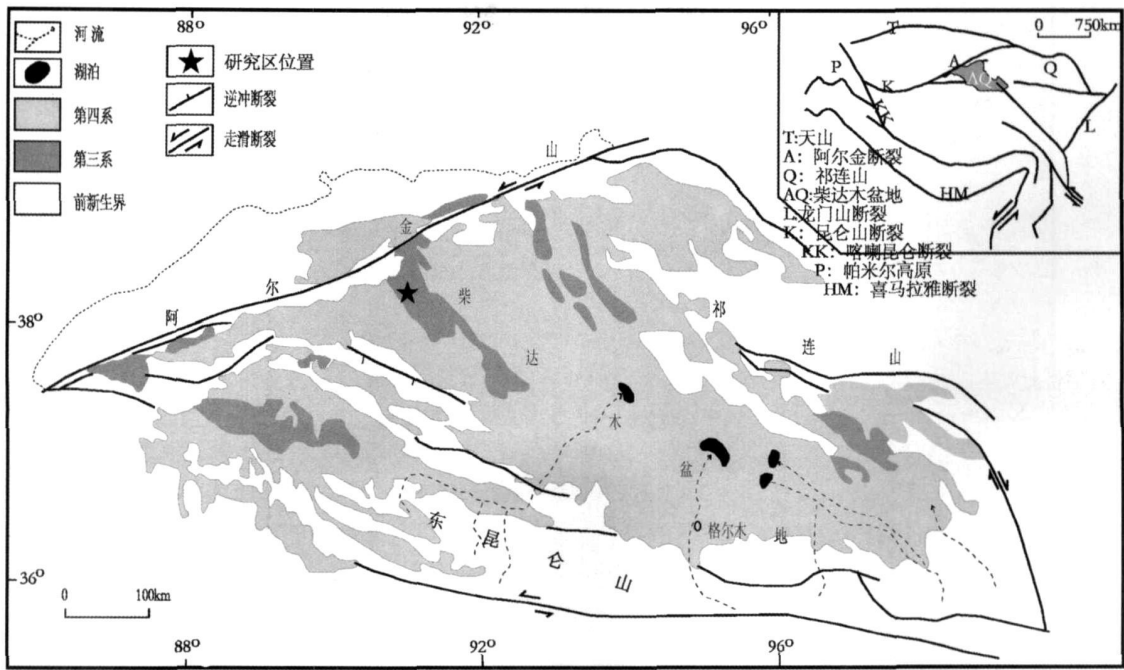 88° 92° 96°
河流
湖泊
第四系
第三系
前新生界
研究区位置
逆冲断裂
走滑断裂
0 750km
T
P
A
Q
K
AQ
KK
L
HM
T:天山
A: 阿尔金断裂
Q: 祁连山
AQ:柴达木盆地
L:龙门山断裂
K: 昆仑山断裂
KK: 喀喇昆仑断裂
P: 帕米尔高原
HM: 喜马拉雅断裂
阿尔金山
柴达木盆地
祁连山
38°
格尔木
东昆仑山
36°
0 100km
88° 92° 96°